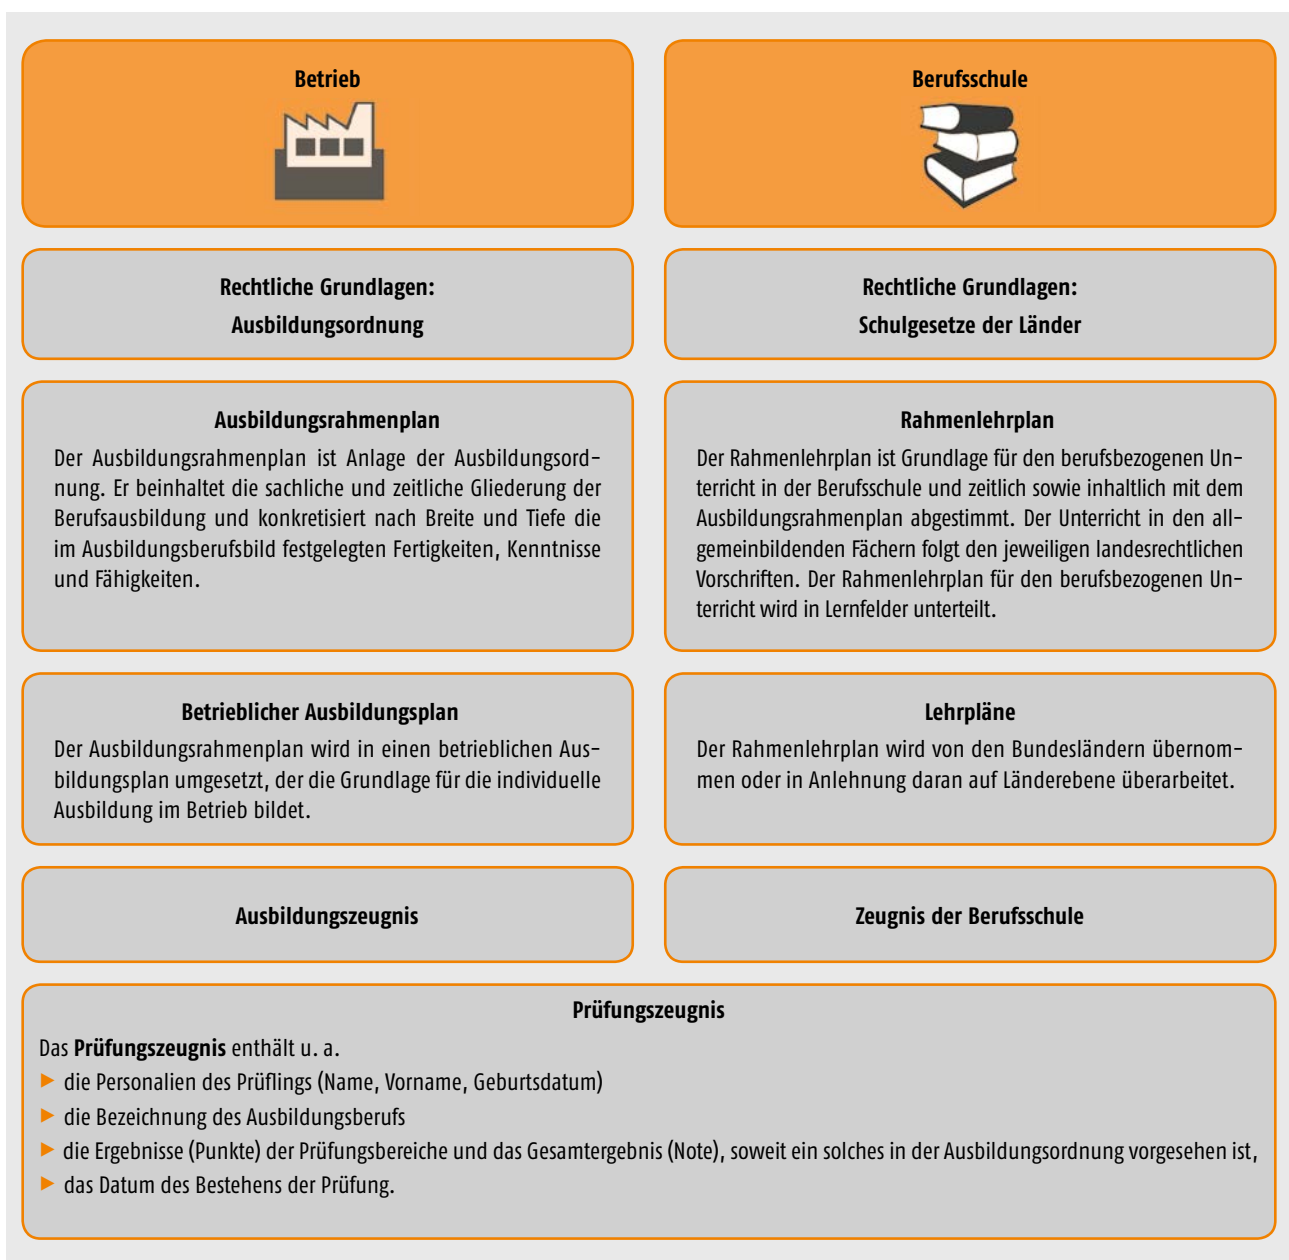 Betrieb
Berufsschule
Rechtliche Grundlagen:
Ausbildungsordnung
Rechtliche Grundlagen:
Schulgesetze der Länder
Ausbildungsrahmenplan
Der Ausbildungsrahmenplan ist Anlage der Ausbildungsord-
nung. Er beinhaltet die sachliche und zeitliche Gliederung der
Berufsausbildung und konkretisiert nach Breite und Tiefe die
im Ausbildungsberufsbild festgelegten Fertigkeiten, Kenntnisse
und Fähigkeiten.
Rahmenlehrplan
Der Rahmenlehrplan ist Grundlage für den berufsbezogenen Un-
terricht in der Berufsschule und zeitlich sowie inhaltlich mit dem
Ausbildungsrahmenplan abgestimmt. Der Unterricht in den all-
gemeinbildenden Fächern folgt den jeweiligen landesrechtlichen
Vorschriften. Der Rahmenlehrplan für den berufsbezogenen Un-
terricht wird in Lernfelder unterteilt.
Betrieblicher Ausbildungsplan
Der Ausbildungsrahmenplan wird in einen betrieblichen Aus-
bildungsplan umgesetzt, der die Grundlage für die individuelle
Ausbildung im Betrieb bildet.
Lehrpläne
Der Rahmenlehrplan wird von den Bundesländern übernom-
men oder in Anlehnung daran auf Länderebene überarbeitet.
Ausbildungszeugnis
Zeugnis der Berufsschule
Prüfungszeugnis
Das Prüfungszeugnis enthält u. a.
▶ die Personalien des Prüflings (Name, Vorname, Geburtsdatum)
▶ die Bezeichnung des Ausbildungsberufs
▶ die Ergebnisse (Punkte) der Prüfungsbereiche und das Gesamtergebnis (Note), soweit ein solches in der Ausbildungsordnung vorgesehen ist,
▶ das Datum des Bestehens der Prüfung.